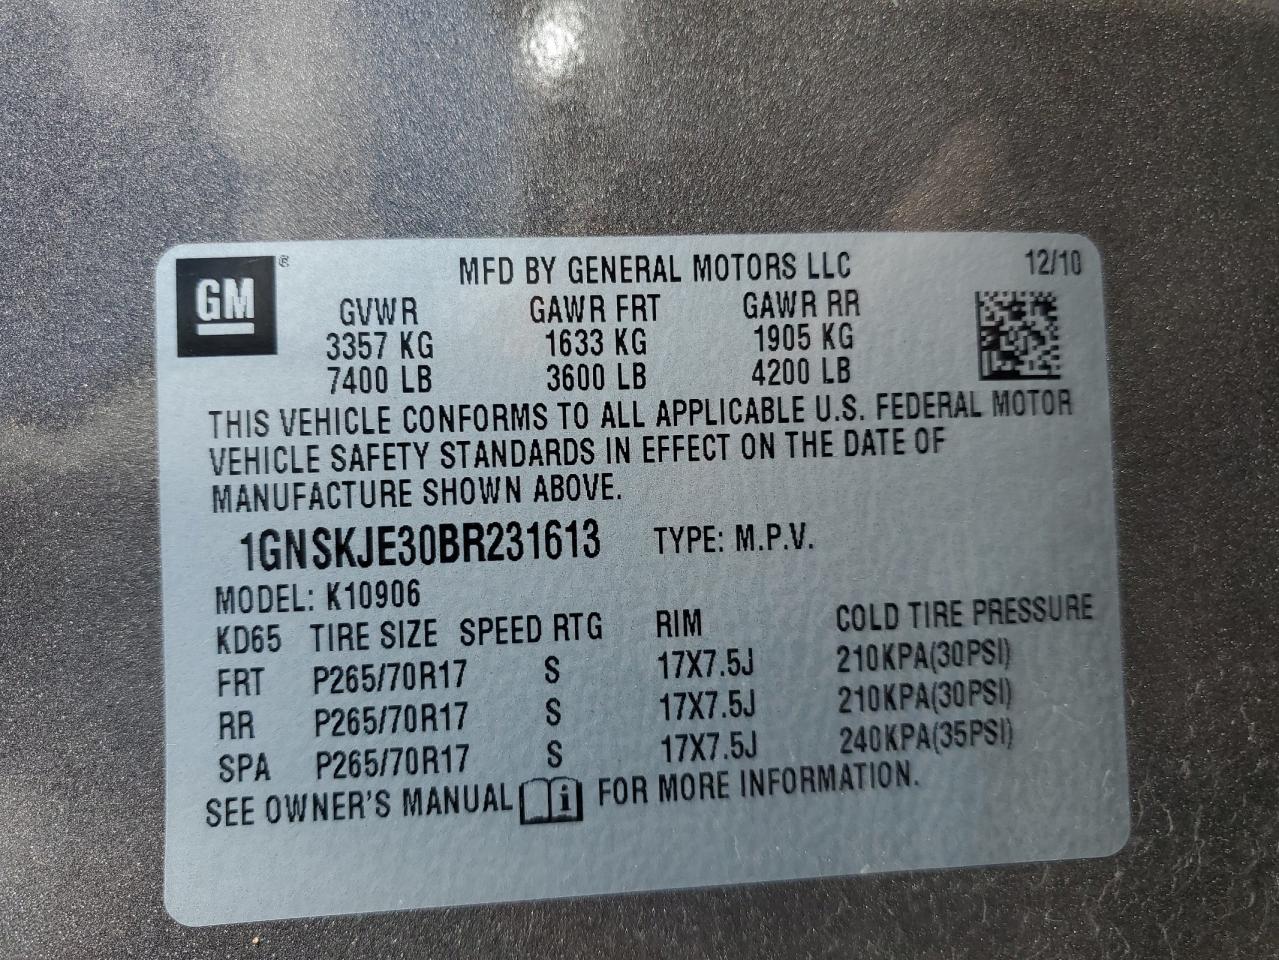 GM ® MFD BY GENERAL MOTORS LLC 12/10
GVWR GAWR FRT GAWR RR
3357 KG 1633 KG 1905 KG
7400 LB 3600 LB 4200 LB
THIS VEHICLE CONFORMS TO ALL APPLICABLE U.S. FEDERAL MOTOR
VEHICLE SAFETY STANDARDS IN EFFECT ON THE DATE OF
MANUFACTURE SHOWN ABOVE.
1GNSKJE30BR231613 TYPE: M.P.V.
MODEL: K10906
KD65 TIRE SIZE SPEED RTG RIM COLD TIRE PRESSURE
FRT P265/70R17 S 17X7.5J 210KPA(30PSI)
RR P265/70R17 S 17X7.5J 210KPA(30PSI)
SPA P265/70R17 S 17X7.5J 240KPA(35PSI)
SEE OWNER'S MANUAL i FOR MORE INFORMATION.